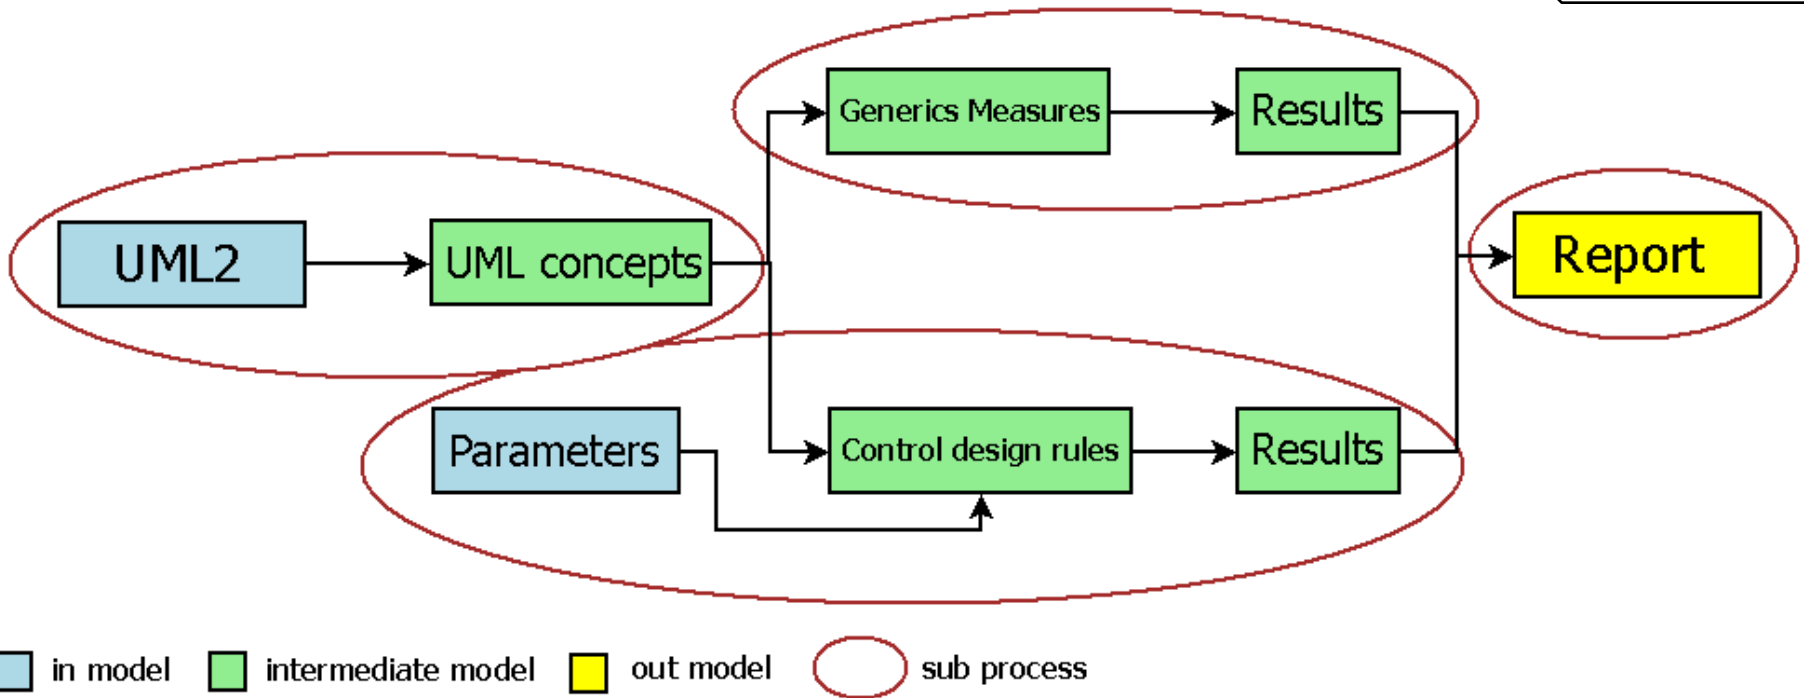 Generics Measures
Results
UML2
UML concepts
Report
Parameters
Control design rules
Results
in model
intermediate model
out model
sub process